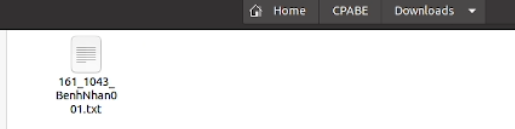 Home CPABE Downloads
161_1043_
BenhNhan0
01.txt